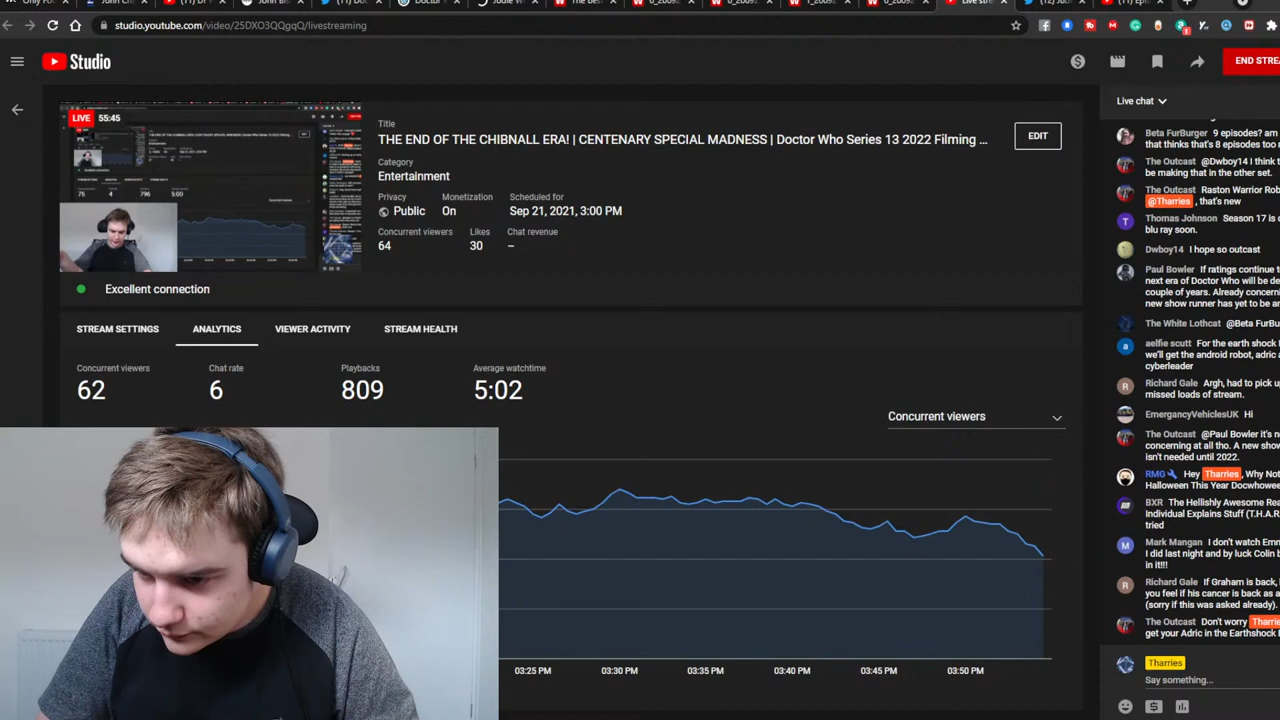 studio.youtube.com/video/25DXO3QQgqQ/livestreaming
Studio
END STRE
LIVE 55:45
Title
THE END OF THE CHIBNALL ERA! | CENTENARY SPECIAL MADNESS! | Doctor Who Series 13 2022 Filming ...
EDIT
Category
Entertainment
Privacy
Public
Monetization
On
Scheduled for
Sep 21, 2021, 3:00 PM
Concurrent viewers
64
Likes
30
Chat revenue
–
Excellent connection
STREAM SETTINGS
ANALYTICS
VIEWER ACTIVITY
STREAM HEALTH
Concurrent viewers
62
Chat rate
6
Playbacks
809
Average watchtime
5:02
Concurrent viewers
03:25 PM
03:30 PM
03:35 PM
03:40 PM
03:45 PM
03:50 PM
Live chat
Beta FurBurger 9 episodes? am
that thinks that's 8 episodes too
The Outcast @Dwboy14 I think t
be making that in the other set.
The Outcast Raston Warrior Rob
@Tharries , that's new
Thomas Johnson Season 17 is c
blu ray soon.
Dwboy14 I hope so outcast
Paul Bowler If ratings continue t
next era of Doctor Who will be de
couple of years. Already concerni
new show runner has yet to be an
The White Lothcat @Beta FurBu
aelfie scutt For the earth shock
we'll get the android robot, adric a
cyberleader
Richard Gale Argh, had to pick up
missed loads of stream.
EmergancyVehiclesUK Hi
The Outcast @Paul Bowler it's no
concerning at all tho. A new show
isn't needed until 2022.
RMG Hey Tharries, Why Not
Halloween This Year Docwhowee
BXR The Hellishly Awesome Rea
Individual Explains Stuff (T.H.A.R
tried
Mark Mangan I don't watch Emn
I did last night and by luck Colin b
in it!!!
Richard Gale If Graham is back,
you feel if his cancer is back as a
(sorry if this was asked already).
The Outcast Don't worry Tharrie
get your Adric in the Earthshock
Tharries
Say something...